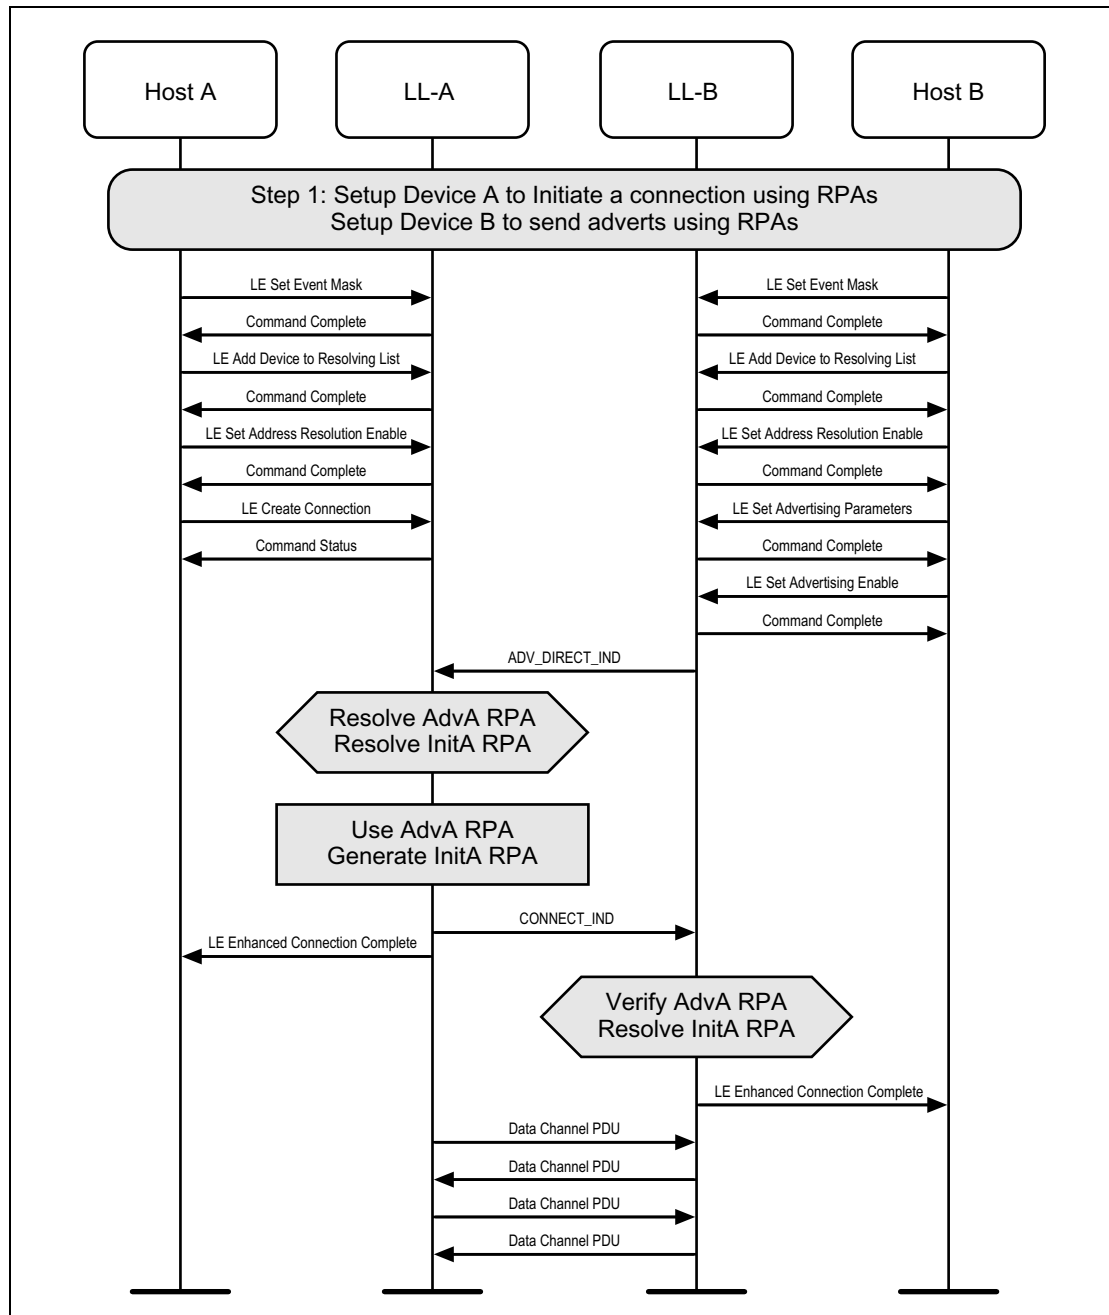 Host A
LL-A
LL-B
Host B
Step 1: Setup Device A to Initiate a connection using RPAs
Setup Device B to send adverts using RPAs
LE Set Event Mask
LE Set Event Mask
Command Complete
Command Complete
LE Add Device to Resolving List
LE Add Device to Resolving List
Command Complete
Command Complete
LE Set Address Resolution Enable
LE Set Address Resolution Enable
Command Complete
Command Complete
LE Create Connection
LE Set Advertising Parameters
Command Status
Command Complete
LE Set Advertising Enable
Command Complete
ADV_DIRECT_IND
Resolve AdvA RPA
Resolve InitA RPA
Use AdvA RPA
Generate InitA RPA
CONNECT_IND
LE Enhanced Connection Complete
Verify AdvA RPA
Resolve InitA RPA
LE Enhanced Connection Complete
Data Channel PDU
Data Channel PDU
Data Channel PDU
Data Channel PDU